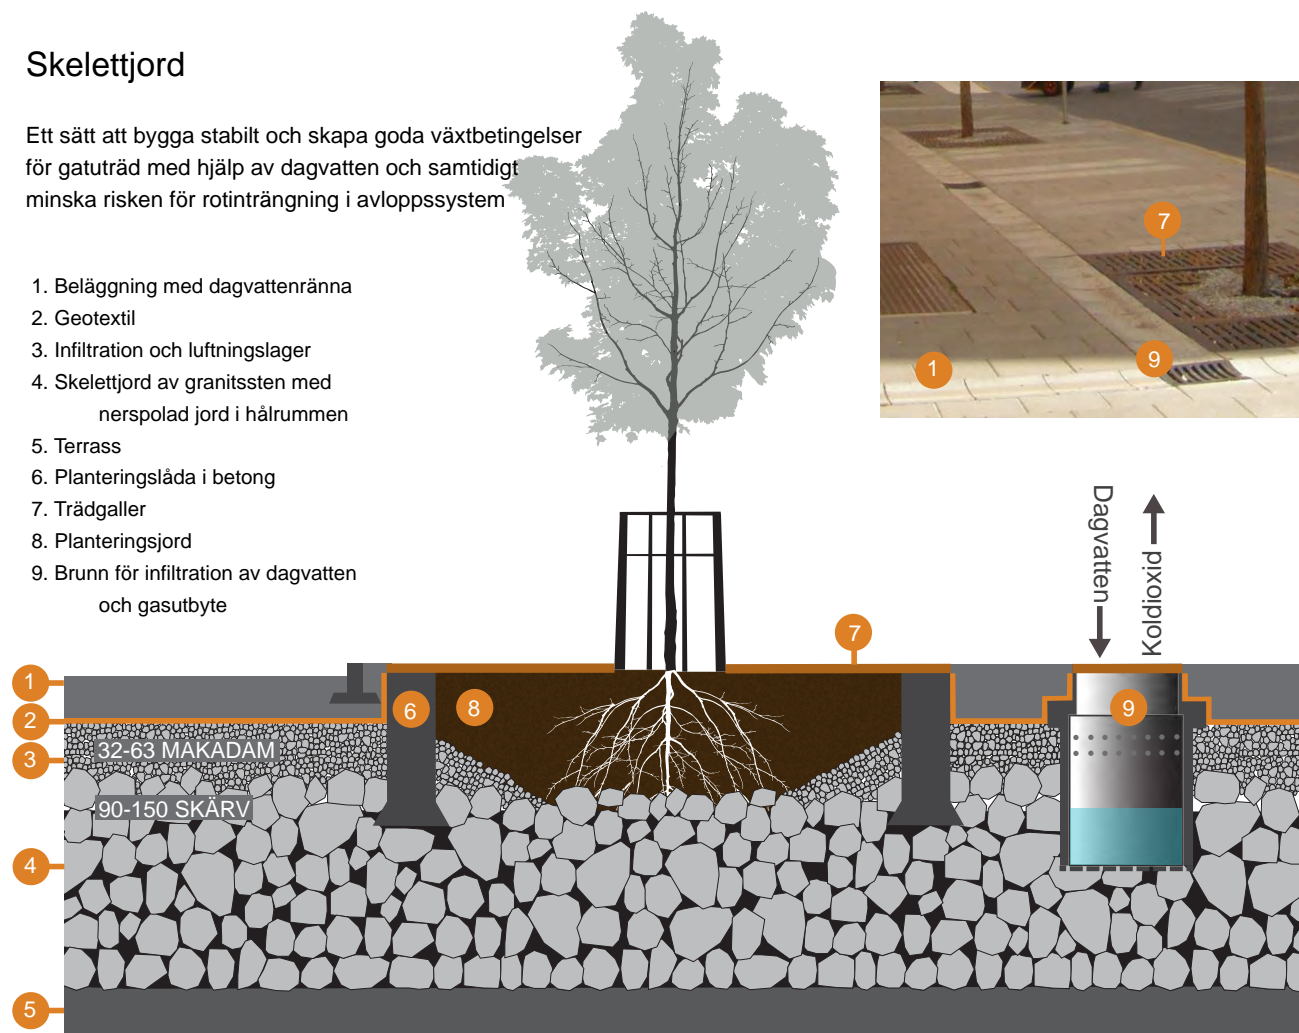 Skelettjord
Ett sätt att bygga stabilt och skapa goda växtbetingelser
för gatuträd med hjälp av dagvatten och samtidigt
minska risken för rotinträngning i avloppssystem
1. Beläggning med dagvattenränna
2. Geotextil
3. Infiltration och luftningslager
4. Skelettjord av granitssten med
nerspolad jord i hålrummen
5. Terrass
6. Planteringslåda i betong
7. Trädgaller
8. Planteringsjord
9. Brunn för infiltration av dagvatten
och gasutbyte
7
1
9
Dagvatten
Koldioxid
7
1
2
3
32-63 MAKADAM
90-150 SKÄRV
6
8
9
4
5